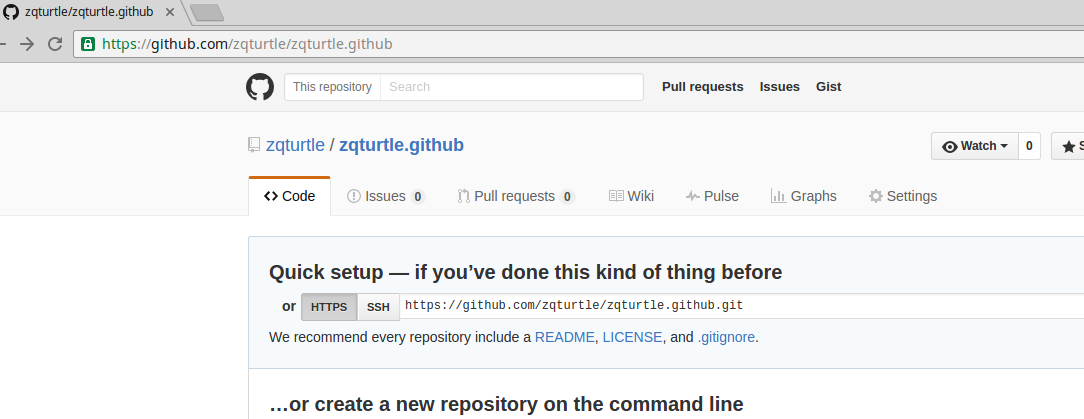 zqturtle/zqturtle.github
https://github.com/zqturtle/zqturtle.github
This repository Search Pull requests Issues Gist
zqturtle / zqturtle.github Watch 0 S
Code Issues 0 Pull requests 0 Wiki Pulse Graphs Settings
Quick setup — if you’ve done this kind of thing before
or HTTPS SSH https://github.com/zqturtle/zqturtle.github.git
We recommend every repository include a README, LICENSE, and .gitignore.
…or create a new repository on the command line